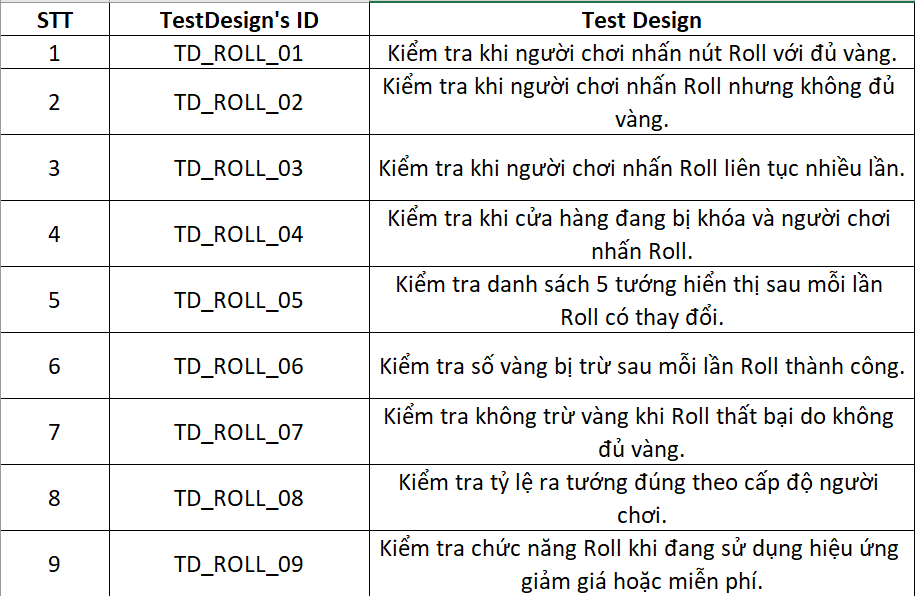 STT TestDesign's ID Test Design
1 TD_ROLL_01 Kiểm tra khi người chơi nhấn nút Roll với đủ vàng.
2 TD_ROLL_02 Kiểm tra khi người chơi nhấn Roll nhưng không đủ
vàng.
3 TD_ROLL_03 Kiểm tra khi người chơi nhấn Roll liên tục nhiều lần.
4 TD_ROLL_04 Kiểm tra khi cửa hàng đang bị khóa và người chơi
nhấn Roll.
5 TD_ROLL_05 Kiểm tra danh sách 5 tướng hiển thị sau mỗi lần
Roll có thay đổi.
6 TD_ROLL_06 Kiểm tra số vàng bị trừ sau mỗi lần Roll thành công.
7 TD_ROLL_07 Kiểm tra không trừ vàng khi Roll thất bại do không
đủ vàng.
8 TD_ROLL_08 Kiểm tra tỷ lệ ra tướng đúng theo cấp độ người
chơi.
9 TD_ROLL_09 Kiểm tra chức năng Roll khi đang sử dụng hiệu ứng
giảm giá hoặc miễn phí.